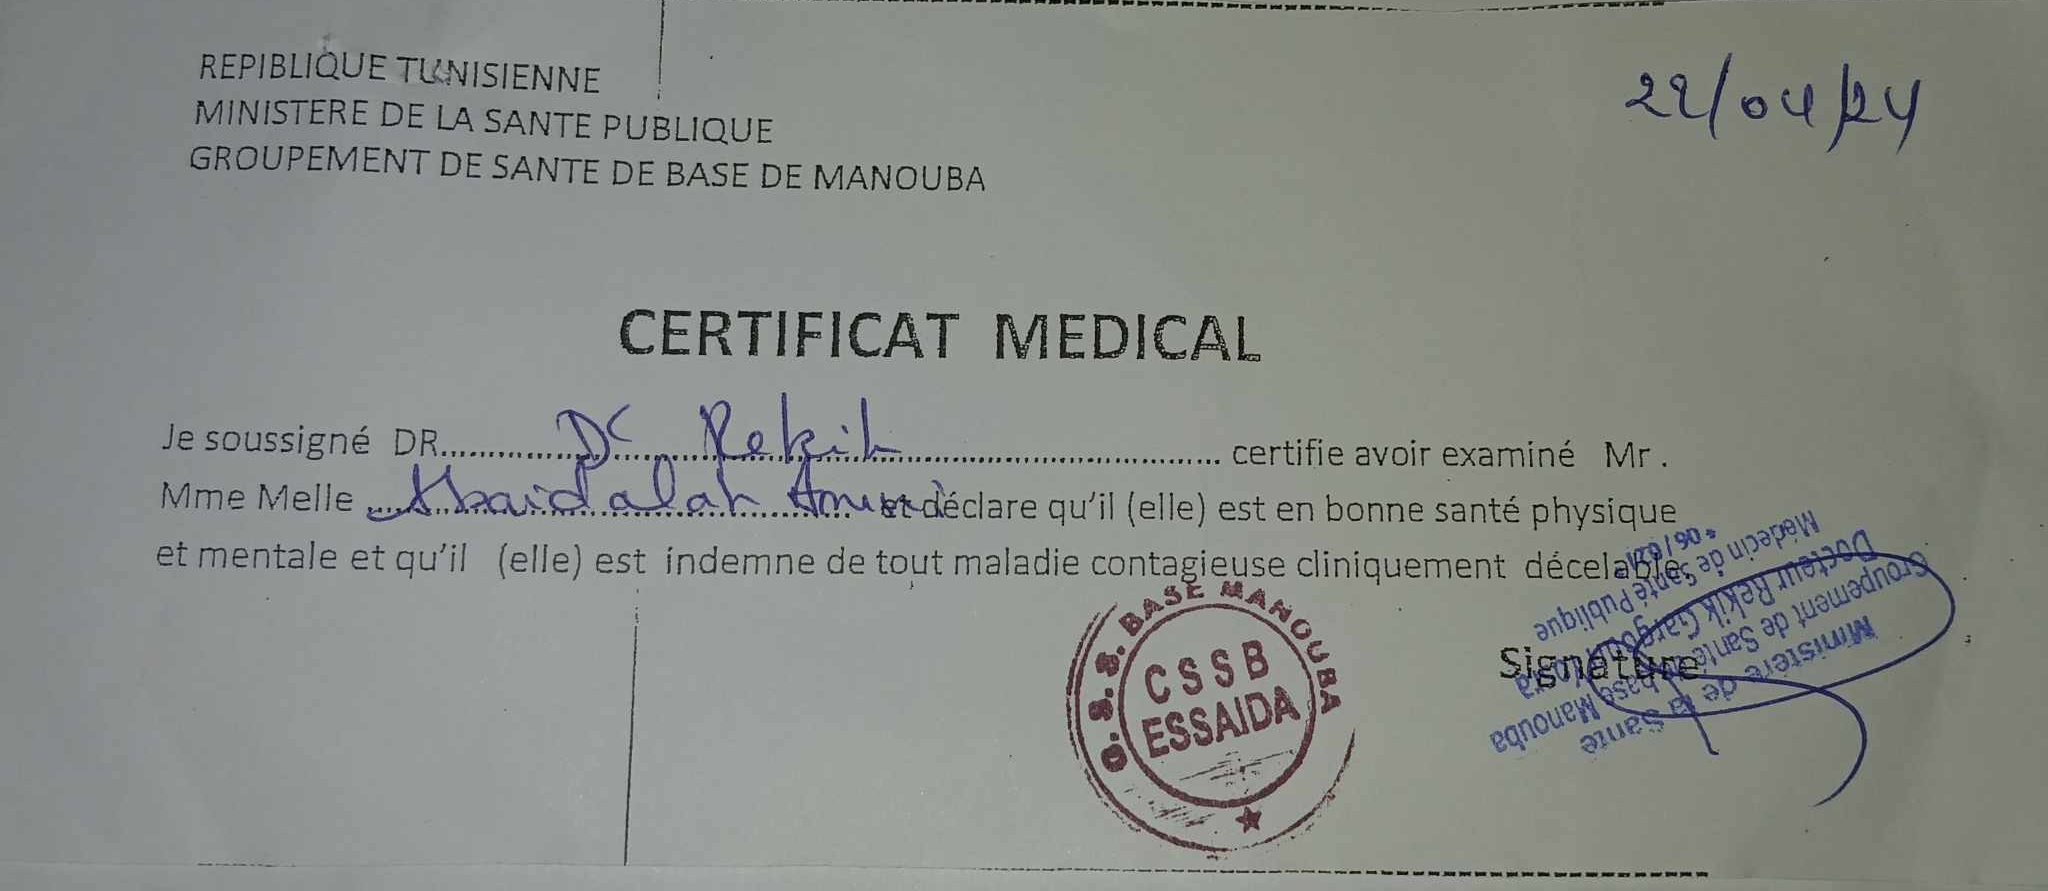 REPIBLIQUE TUNISIENNE
MINISTERE DE LA SANTE PUBLIQUE
GROUPEMENT DE SANTE DE BASE DE MANOUBA
22/04/24
CERTIFICAT MEDICAL
Je soussigné DR.......Dr Rekik.......certifie avoir examiné Mr .
Mme Melle ....... et déclare qu'il (elle) est en bonne santé physique
et mentale et qu'il (elle) est indemne de tout maladie contagieuse cliniquement décelable.
Signature
D. S. S. BASE MANOUBA
CSSB
ESSAIDA
Ministère de la Santé
Groupement de Santé base Manouba
Docteur Rekik
Médecin de Santé Publique